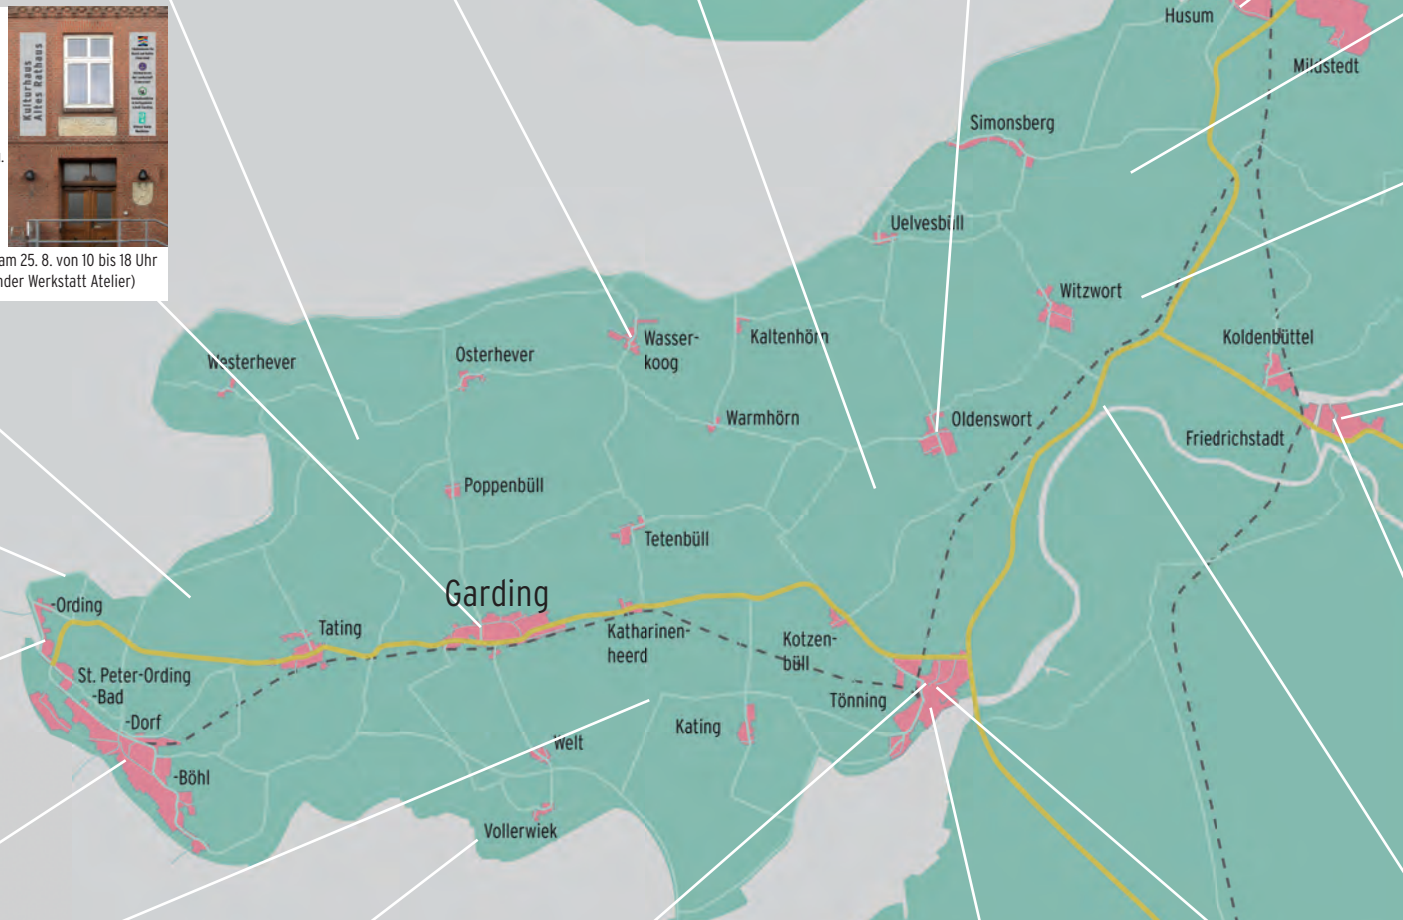 Kulturhaus
Altes Rathaus
am 25. 8. von 10 bis 18 Uhr
nder Werkstatt Atelier)
Husum
Mildstedt
Simonsberg
Uelvesbüll
Witzwort
Koldenbüttel
Wasser-
koog
Kaltenhörn
Westerhever
Osterhever
Warmhörn
Oldenswort
Friedrichstadt
Poppenbüll
Tetenbüll
Garding
-Ording
Tating
Katharinen-
heerd
Kotzen-
büll
St. Peter-Ording
-Bad
-Dorf
Tönning
Kating
Welt
-Böhl
Vollerwiek